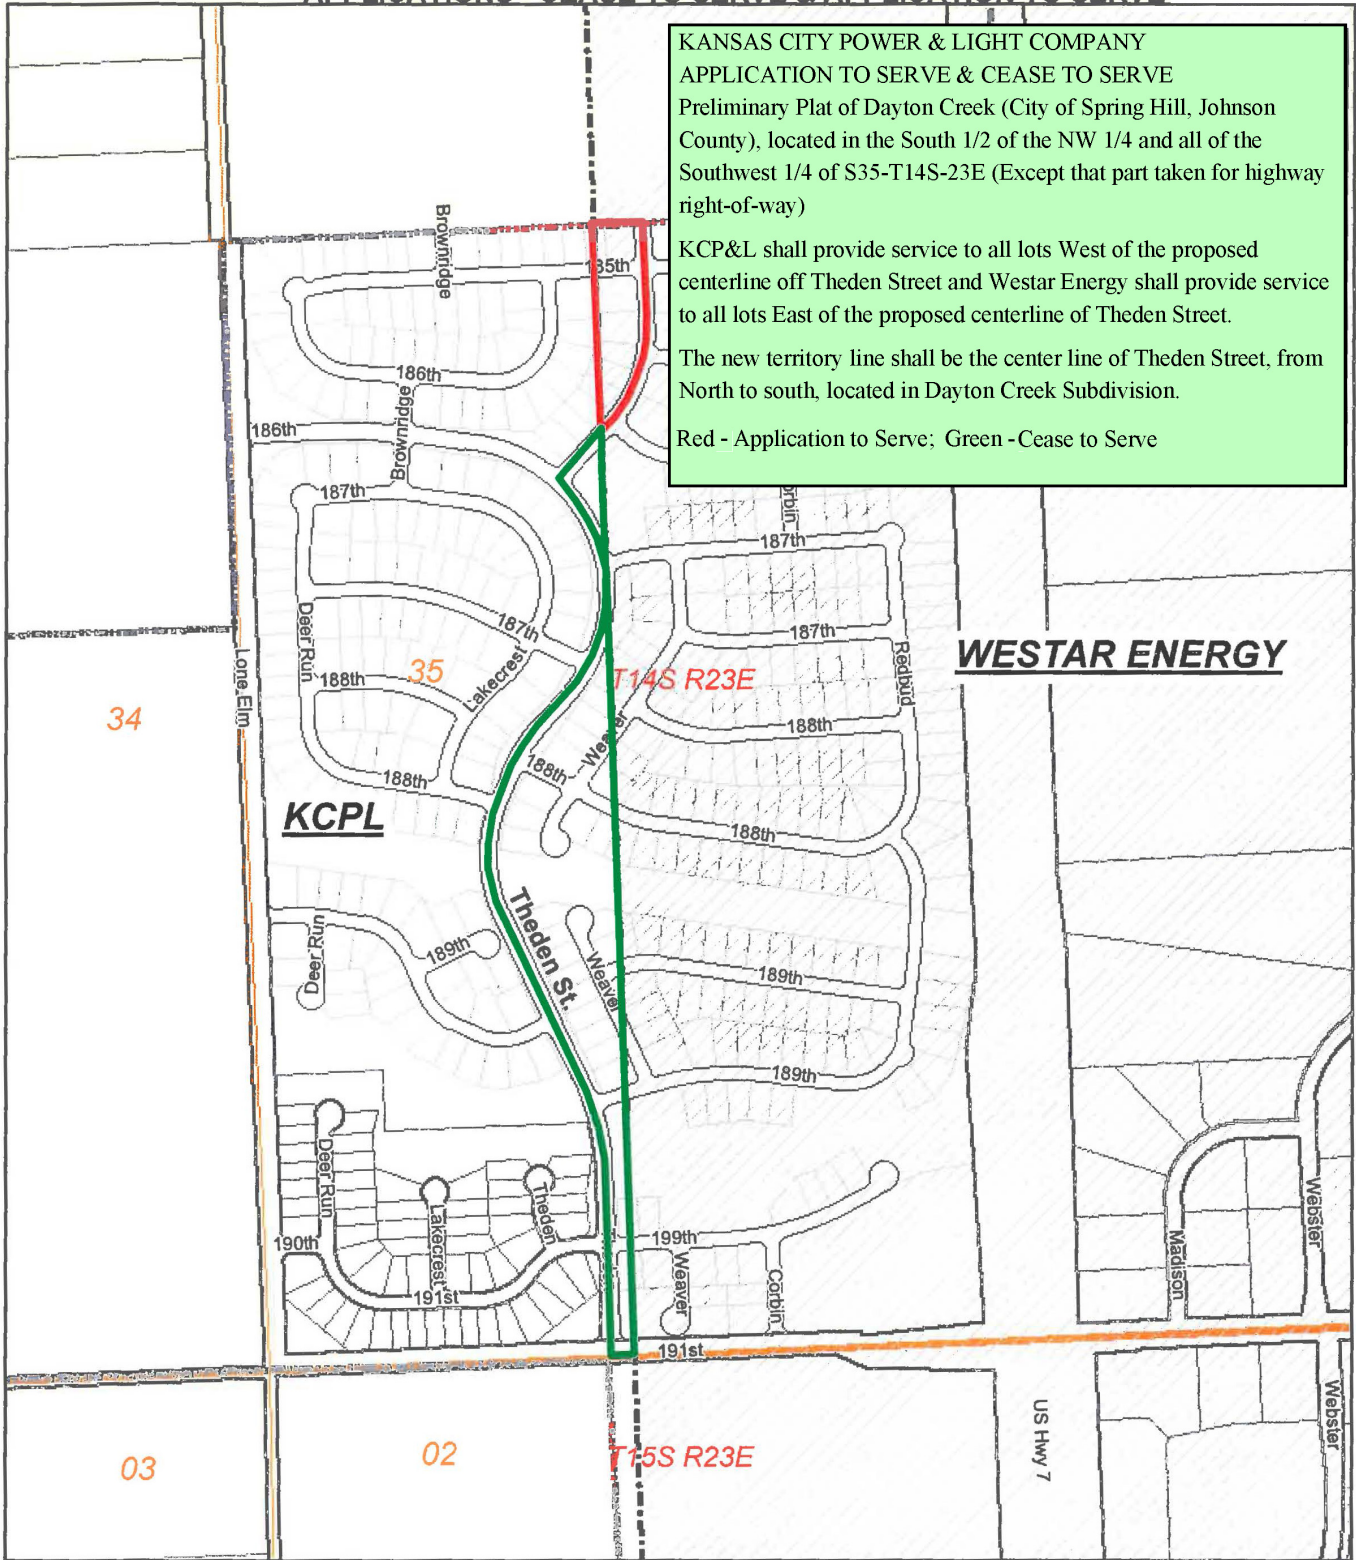 KANSAS CITY POWER & LIGHT COMPANY
APPLICATION TO SERVE & CEASE TO SERVE
Preliminary Plat of Dayton Creek (City of Spring Hill, Johnson
County), located in the South 1/2 of the NW 1/4 and all of the
Southwest 1/4 of S35-T14S-23E (Except that part taken for highway
right-of-way)
KCP&L shall provide service to all lots West of the proposed
centerline off Theden Street and Westar Energy shall provide service
to all lots East of the proposed centerline of Theden Street.
The new territory line shall be the center line of Theden Street, from
North to south, located in Dayton Creek Subdivision.
Red - Application to Serve; Green - Cease to Serve
Brownridge
186th
Brownridge
186th
187th
187th
187th
Deer Run
187th
Redbud
WESTAR ENERGY
35
T14S R23E
Lone Elm
188th
Lakecrest
34
Weaver
188th
188th
188th
KCPL
188th
Theden St.
Deer Run
189th
Weaver
189th
189th
Deer Run
Lakecrest
Theden
190th
199th
Weaver
Corbin
Madison
Webster
191st
191st
US Hwy 7
Webster
03
02
T15S R23E